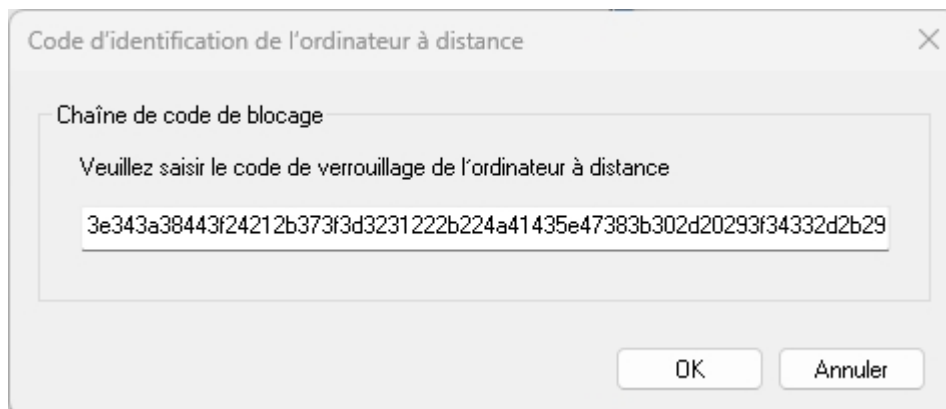 Code d'identification de l'ordinateur à distance
Chaîne de code de blocage
Veuillez saisir le code de verrouillage de l'ordinateur à distance
3e343a38443f24212b373f3d3231222b224a41435e47383b302d20293f34332d2b29
OK
Annuler